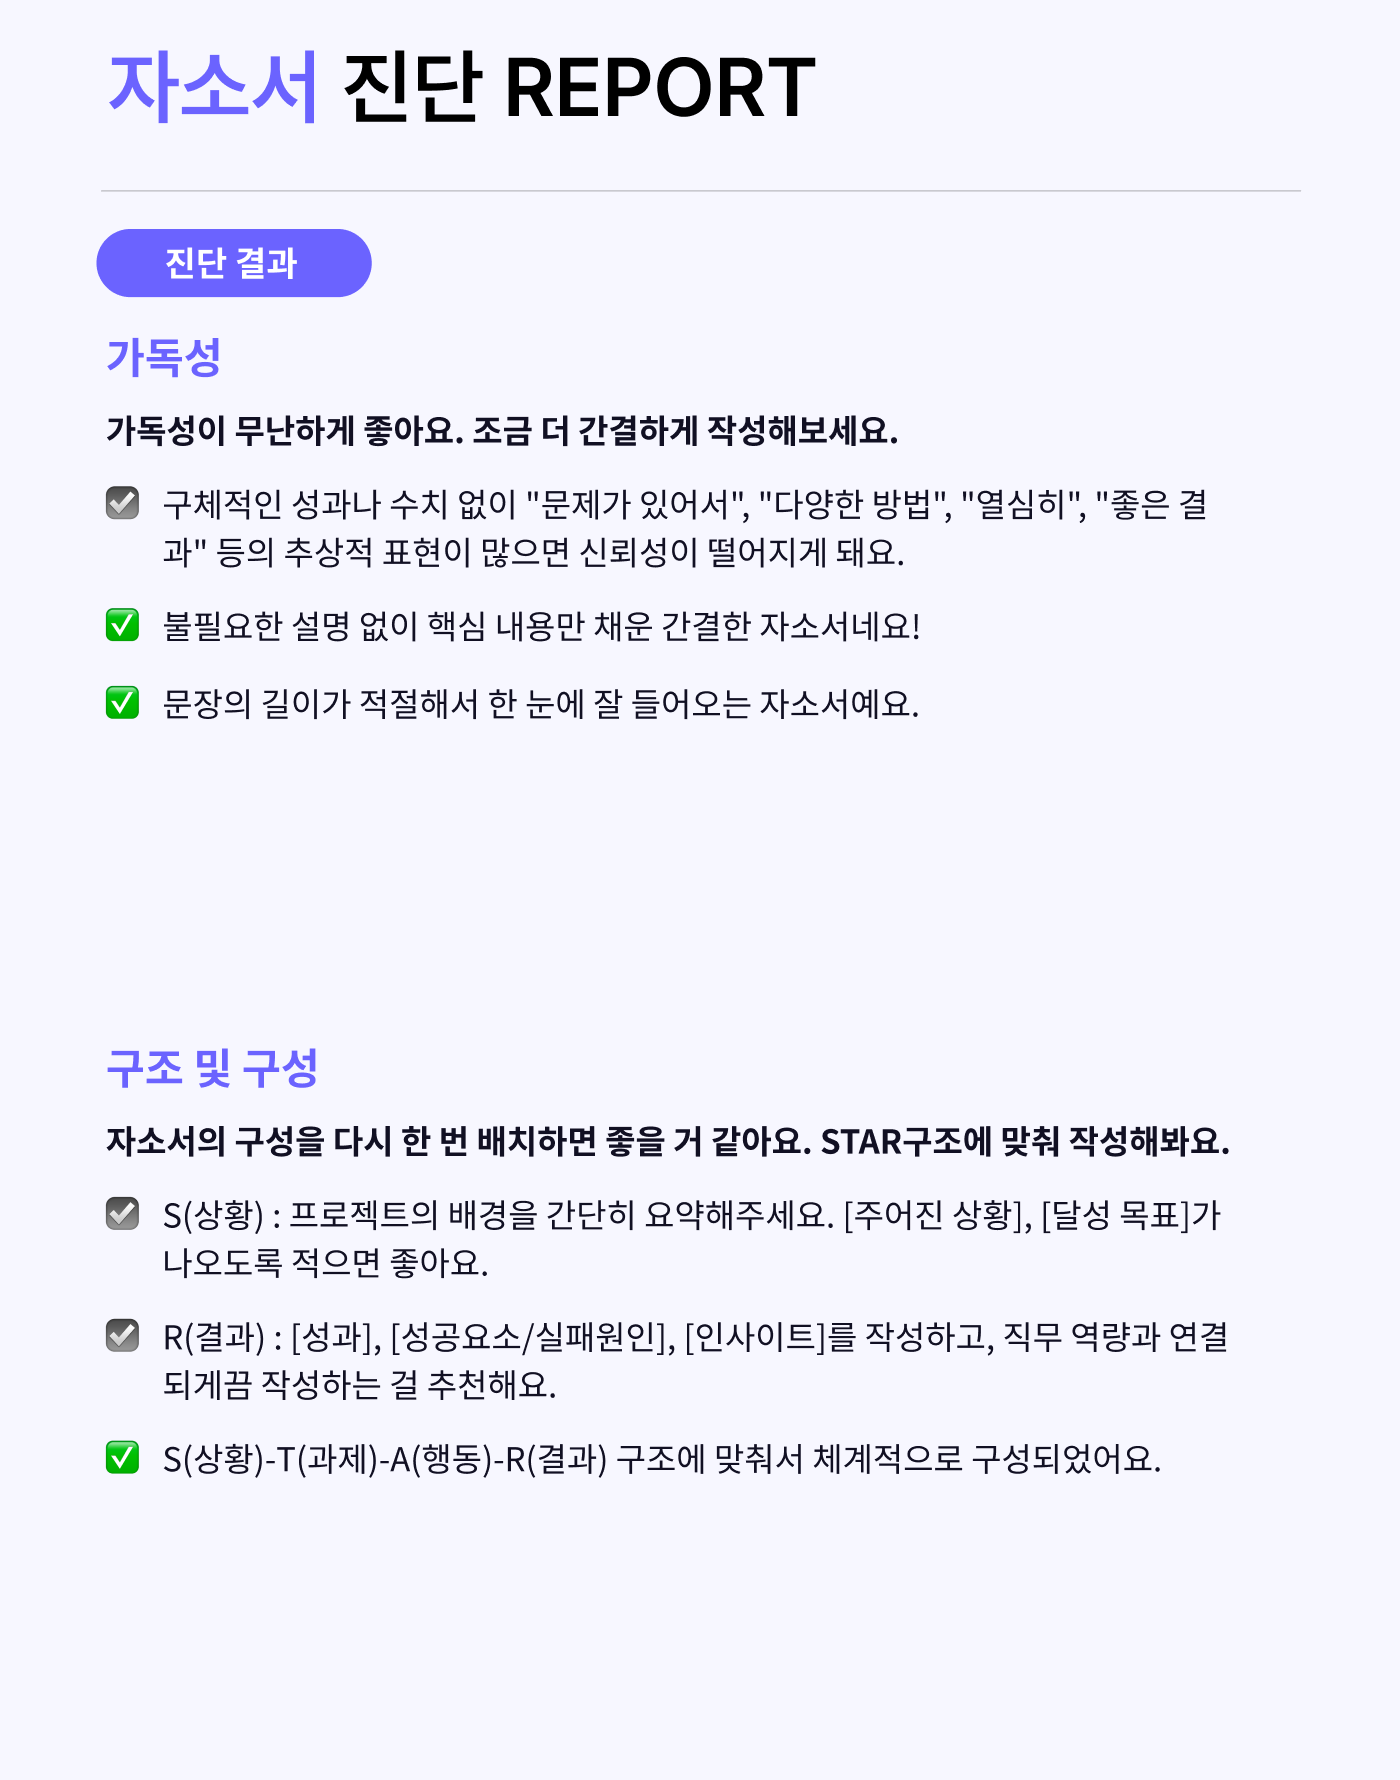 자소서 진단 REPORT
진단 결과
가독성
가독성이 무난하게 좋아요. 조금 더 간결하게 작성해보세요.
구체적인 성과나 수치 없이 "문제가 있어서", "다양한 방법", "열심히", "좋은 결
과" 등의 추상적 표현이 많으면 신뢰성이 떨어지게 돼요.
불필요한 설명 없이 핵심 내용만 채운 간결한 자소서네요!
문장의 길이가 적절해서 한 눈에 잘 들어오는 자소서예요.
구조 및 구성
자소서의 구성을 다시 한 번 배치하면 좋을 거 같아요. STAR구조에 맞춰 작성해봐요.
S(상황) : 프로젝트의 배경을 간단히 요약해주세요. [주어진 상황], [달성 목표]가
나오도록 적으면 좋아요.
R(결과) : [성과], [성공요소/실패원인], [인사이트]를 작성하고, 직무 역량과 연결
되게끔 작성하는 걸 추천해요.
S(상황)-T(과제)-A(행동)-R(결과) 구조에 맞춰서 체계적으로 구성되었어요.